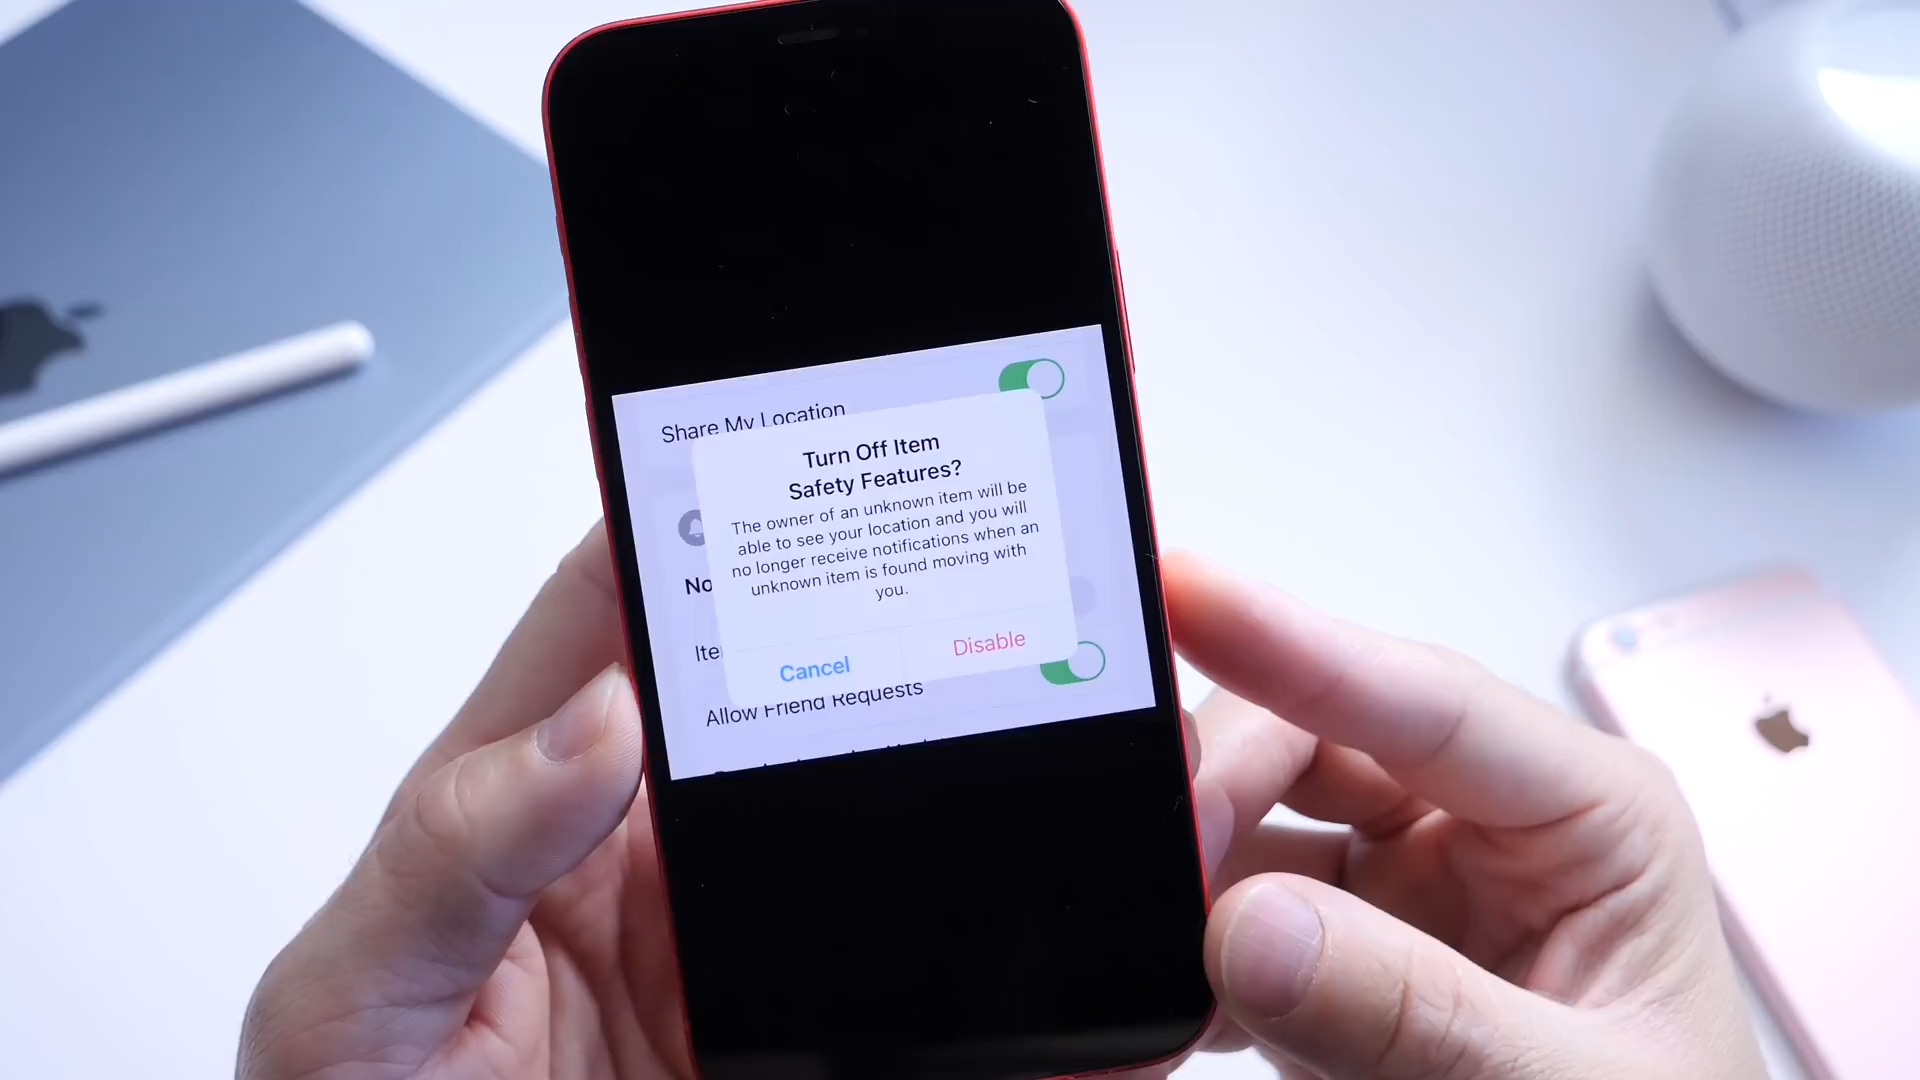 Share My Location
Turn Off Item
Safety Features?
The owner of an unknown item will be
able to see your location and you will
no longer receive notifications when an
unknown item is found moving with
you.
No
Ite
Cancel
Disable
Allow Friend Requests